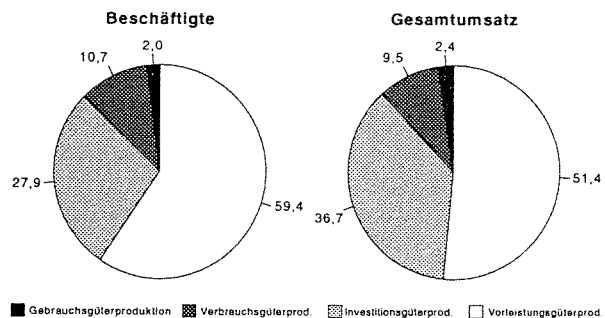 Beschäftigte
Gesamtumsatz
2,0
10,7
27,9
59,4
2,4
9,5
36,7
51,4
Gebrauchsgüterproduktion Verbrauchsgüterprod. Investitionsgüterprod. Vorleistungsgüterprod.